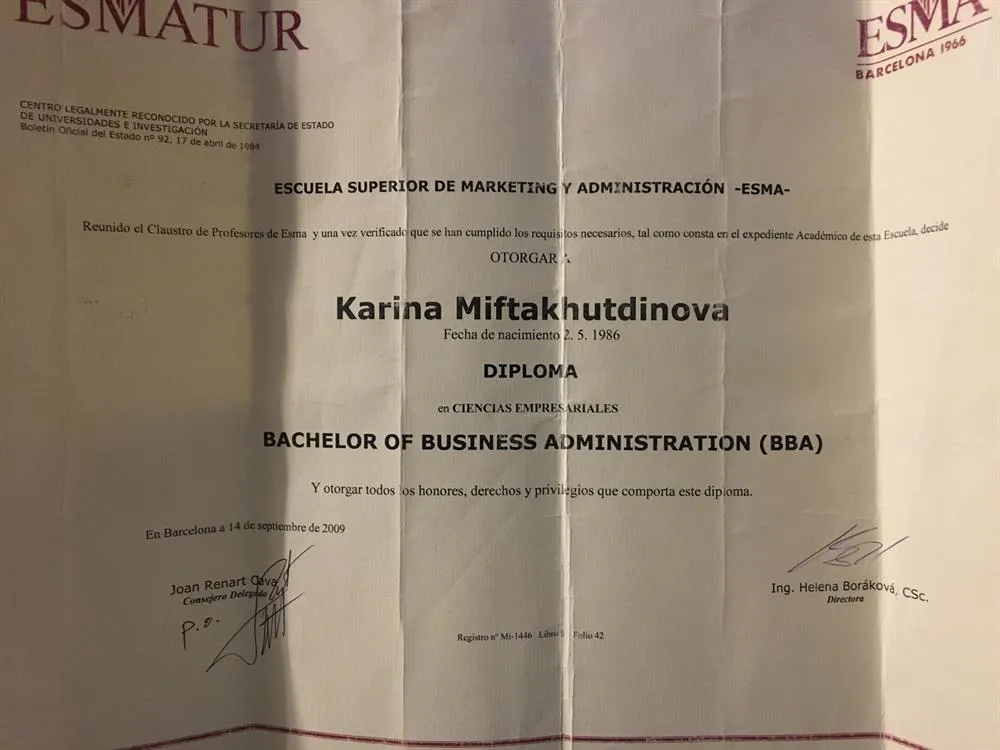 ESMATUR
ESMA
BARCELONA 1966
CENTRO LEGALMENTE RECONOCIDO POR LA SECRETARÍA DE ESTADO
DE UNIVERSIDADES E INVESTIGACIÓN
Boletín Oficial del Estado nº 92, 17 de abril de 1984
ESCUELA SUPERIOR DE MARKETING Y ADMINISTRACIÓN -ESMA-
Reunido el Claustro de Profesores de Esma y una vez verificado que se han cumplido los requisitos necesarios, tal como consta en el expediente Académico de esta Escuela, decide
OTORGAR A
Karina Miftakhutdinova
Fecha de nacimiento 2. 5. 1986
DIPLOMA
en CIENCIAS EMPRESARIALES
BACHELOR OF BUSINESS ADMINISTRATION (BBA)
Y otorgar todos los honores, derechos y privilegios que comporta este diploma.
En Barcelona a 14 de septiembre de 2009
Joan Renart Cava
Consejero Delegado
p.o.
Ing. Helena Boráková, CSc.
Directora
Registro nº Mi-1446 Libro 5 Folio 42